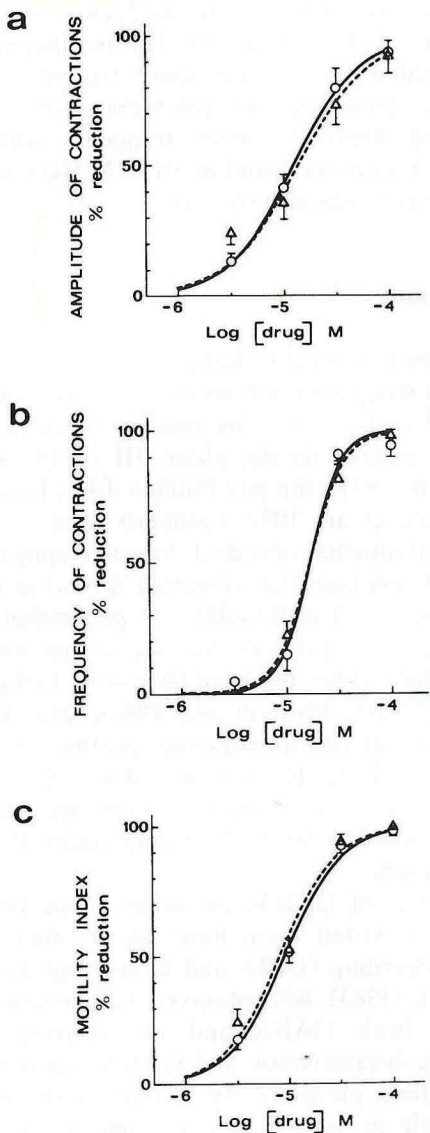 a
AMPLITUDE OF CONTRACTIONS
% reduction
100
50
0
-6 -5 -4
Log [drug] M
b
FREQUENCY OF CONTRACTIONS
% reduction
100
50
0
-6 -5 -4
Log [drug] M
c
MOTILITY INDEX
% reduction
100
50
0
-6 -5 -4
Log [drug] M